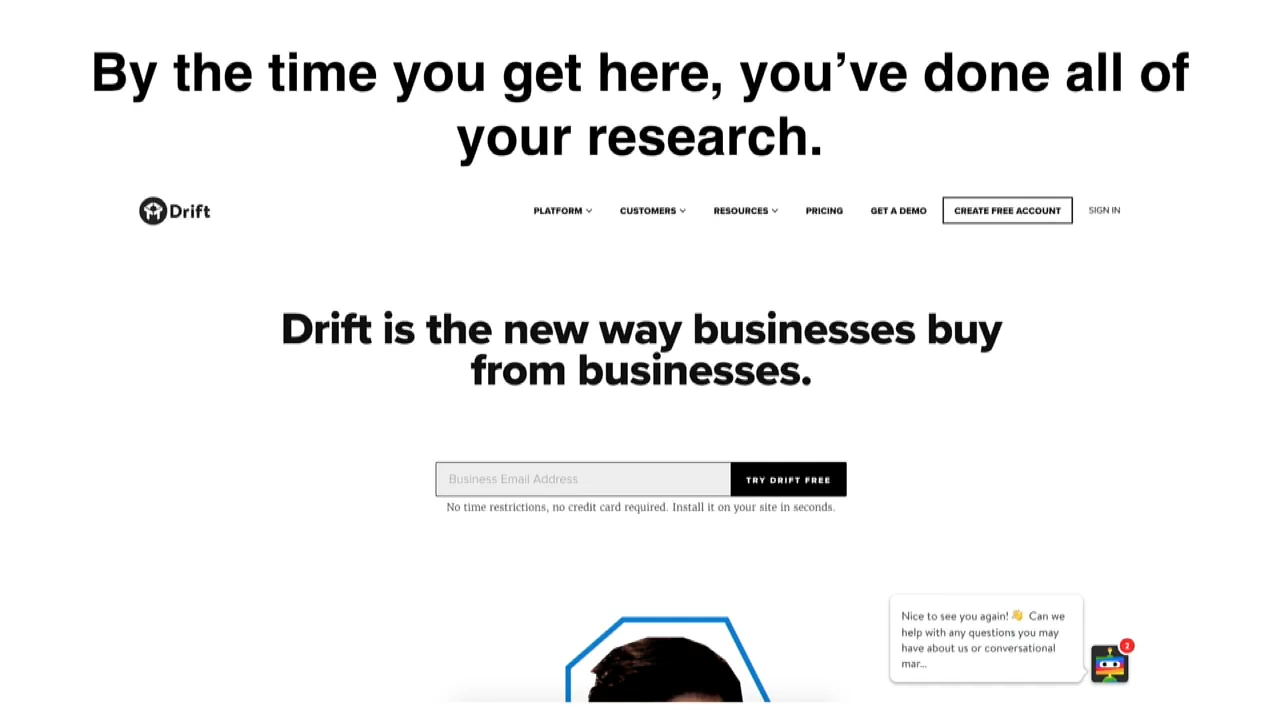 By the time you get here, you’ve done all of
your research.
Drift
PLATFORM
CUSTOMERS
RESOURCES
PRICING
GET A DEMO
CREATE FREE ACCOUNT
SIGN IN
Drift is the new way businesses buy
from businesses.
Business Email Address
TRY DRIFT FREE
No time restrictions, no credit card required. Install it on your site in seconds.
Nice to see you again! 👋 Can we
help with any questions you may
have about us or conversational
mar...
2